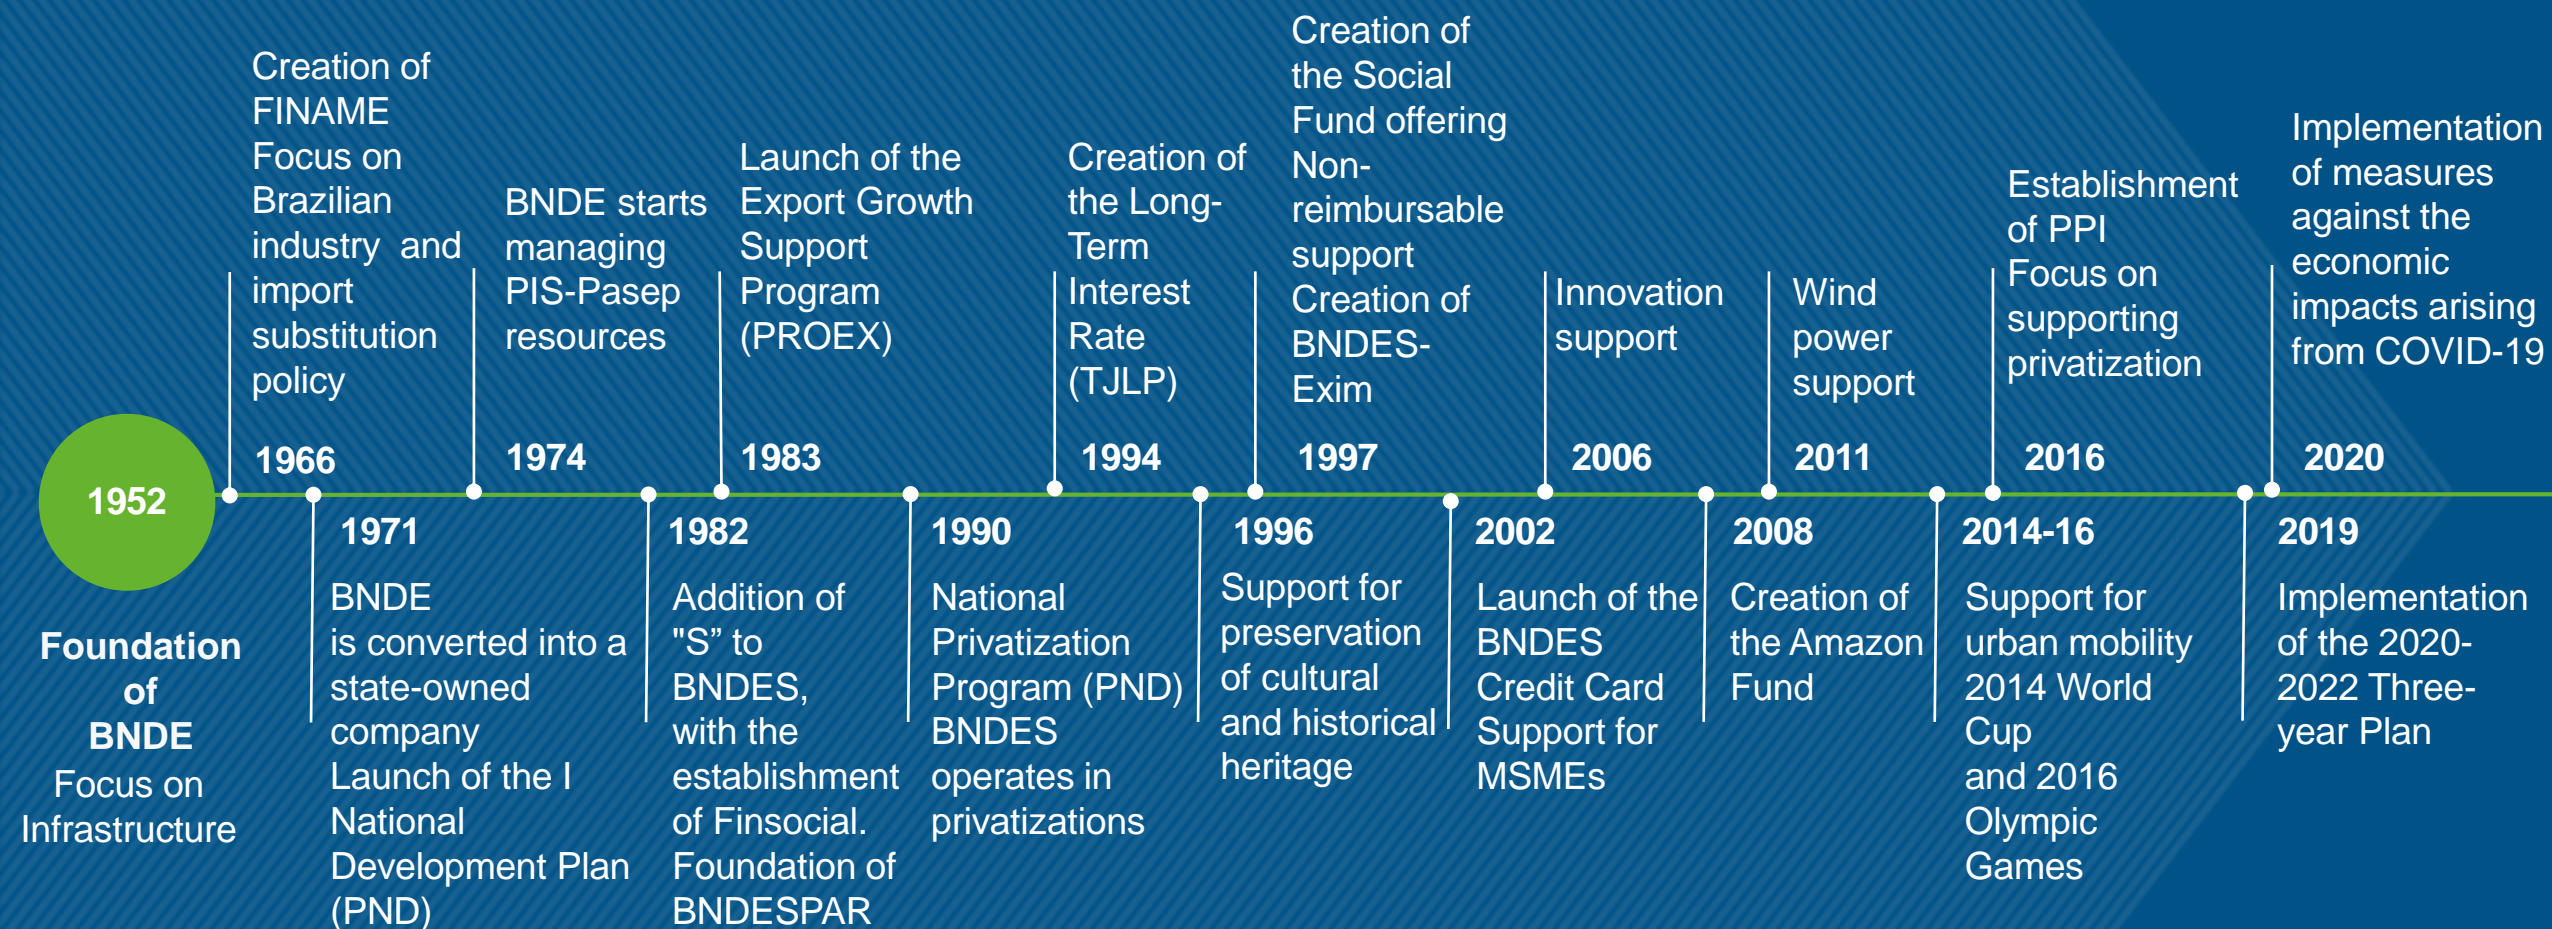 1952
Foundation
of
BNDE
Focus on
Infrastructure
Creation of
FINAME
Focus on
Brazilian
industry  and
import
substitution
policy
1966
1971
BNDE
is converted into a
state-owned
company
Launch of the I
National
Development Plan
(PND)
BNDE starts
managing
PIS-Pasep
resources
1974
1982
Addition of
"S” to
BNDES,
with the
establishment
of Finsocial.
Foundation of
BNDESPAR
Launch of the
Export Growth
Support
Program
(PROEX)
1983
1990
National
Privatization
Program (PND)
BNDES
operates in
privatizations
Creation of
the Long-
Term
Interest
Rate
(TJLP)
1994
1996
Support for
preservation
of cultural
and historical
heritage
Creation of
the Social
Fund offering
Non-
reimbursable
support
Creation of
BNDES-
Exim
1997
2002
Launch of the
BNDES
Credit Card
Support for
MSMEs
Innovation
support
2006
2008
Creation of
the Amazon
Fund
Wind
power
support
2011
2014-16
Support for
urban mobility
2014 World
Cup
and 2016
Olympic
Games
Establishment
of PPI
Focus on
supporting
privatization
2016
2019
Implementation
of the 2020-
2022 Three-
year Plan
Implementation
of measures
against the
economic
impacts arising
from COVID-19
2020